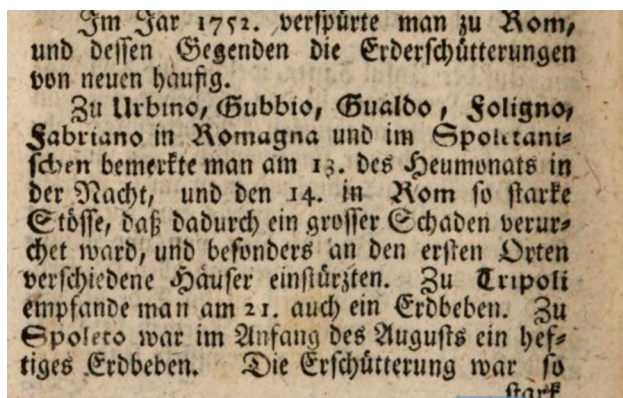 Im Jar 1752. verspürte man zu Rom,
und dessen Gegenden die Erderschütterungen
von neuen häufig.
Zu Urbino, Gubbio, Gualdo, Foligno,
Fabriano in Romagna und im Spoletani-
schen bemerkte man am 13. des Heumonats in
der Nacht, und den 14. in Rom so starke
Stösse, daß dadurch ein grosser Schaden verur-
chet ward, und besonders an den ersten Orten
verschiedene Häuser einstürzten. Zu Tripoli
empfande man am 21. auch ein Erdbeben. Zu
Spoleto war im Anfang des Augusts ein hef-
tiges Erdbeben. Die Erschütterung war so
stark